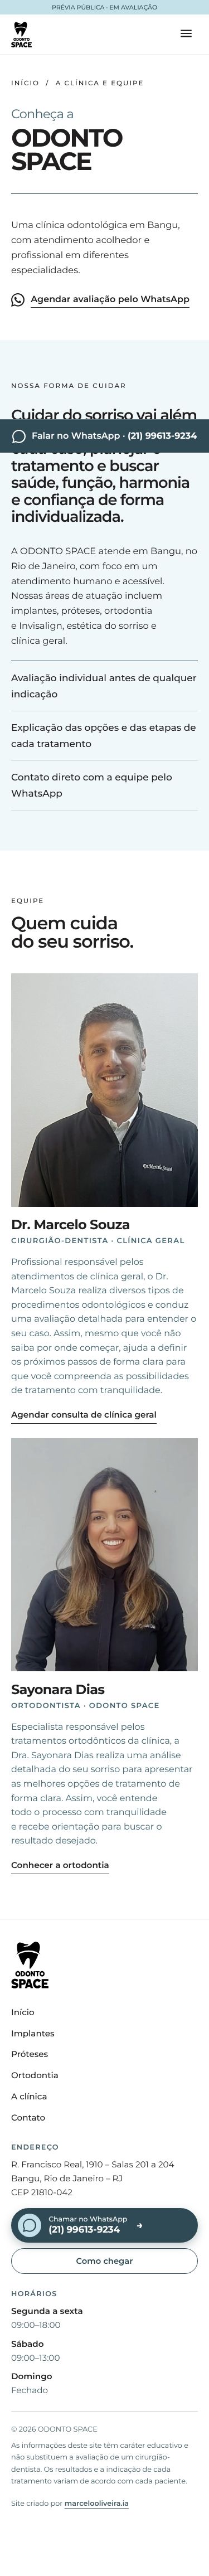 PRÉVIA PÚBLICA · EM AVALIAÇÃO
ODONTO
SPACE
INÍCIO / A CLÍNICA E EQUIPE
Conheça a
ODONTO
SPACE
Uma clínica odontológica em Bangu,
com atendimento acolhedor e
profissional em diferentes
especialidades.
Agendar avaliação pelo WhatsApp
NOSSA FORMA DE CUIDAR
Cuidar do sorriso vai além
Falar no WhatsApp · (21) 99613-9234
tratamento e buscar
saúde, função, harmonia
e confiança de forma
individualizada.
A ODONTO SPACE atende em Bangu, no
Rio de Janeiro, com foco em um
atendimento humano e acessível.
Nossas áreas de atuação incluem
implantes, próteses, ortodontia
e Invisalign, estética do sorriso e
clínica geral.
Avaliação individual antes de qualquer
indicação
Explicação das opções e das etapas de
cada tratamento
Contato direto com a equipe pelo
WhatsApp
EQUIPE
Quem cuida
do seu sorriso.
Dr. Marcelo Souza
Dr. Marcelo Souza
CIRURGIÃO-DENTISTA · CLÍNICA GERAL
Profissional responsável pelos
atendimentos de clínica geral, o Dr.
Marcelo Souza realiza diversos tipos de
procedimentos odontológicos e conduz
uma avaliação detalhada para entender o
seu caso. Assim, mesmo que você não
saiba por onde começar, ajuda a definir
os próximos passos de forma clara para
que você compreenda as possibilidades
de tratamento com tranquilidade.
Agendar consulta de clínica geral
Sayonara Dias
ORTODONTISTA · ODONTO SPACE
Especialista responsável pelos
tratamentos ortodônticos da clínica, a
Dra. Sayonara Dias realiza uma análise
detalhada do seu sorriso para apresentar
as melhores opções de tratamento de
forma clara. Assim, você entende
todo o processo com tranquilidade
e recebe orientação para buscar o
resultado desejado.
Conhecer a ortodontia
ODONTO
SPACE
Início
Implantes
Próteses
Ortodontia
A clínica
Contato
ENDEREÇO
R. Francisco Real, 1910 – Salas 201 a 204
Bangu, Rio de Janeiro – RJ
CEP 21810-042
Chamar no WhatsApp
(21) 99613-9234 →
Como chegar
HORÁRIOS
Segunda a sexta
09:00–18:00
Sábado
09:00–13:00
Domingo
Fechado
© 2026 ODONTO SPACE
As informações deste site têm caráter educativo e
não substituem a avaliação de um cirurgião-
dentista. Os resultados e a indicação de cada
tratamento variam de acordo com cada paciente.
Site criado por marcelooliveira.ia